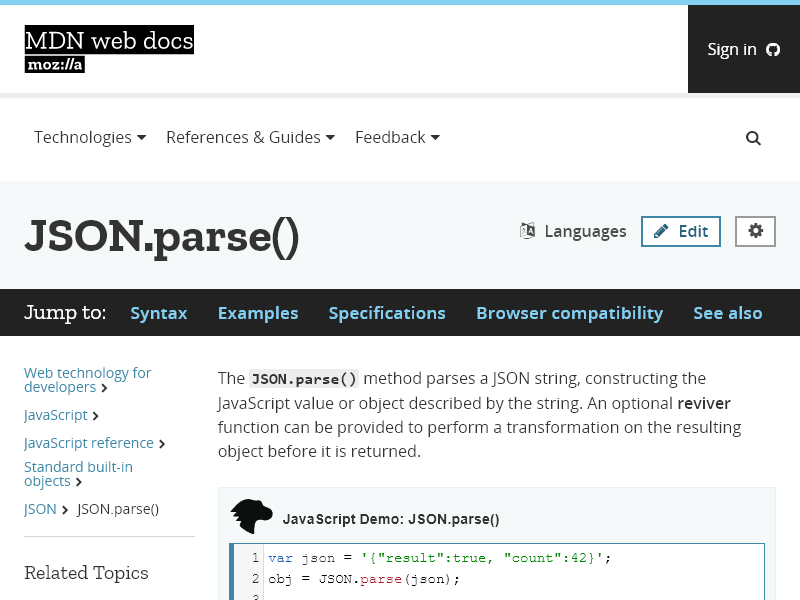 MDN web docs
moz://a
Sign in
Technologies References & Guides Feedback
JSON.parse()
Languages Edit
Jump to: Syntax Examples Specifications Browser compatibility See also
Web technology for
developers
JavaScript
JavaScript reference
Standard built-in
objects
JSON JSON.parse()
Related Topics
The JSON.parse() method parses a JSON string, constructing the
JavaScript value or object described by the string. An optional reviver
function can be provided to perform a transformation on the resulting
object before it is returned.
JavaScript Demo: JSON.parse()
1 var json = '{"result":true, "count":42}';
2 obj = JSON.parse(json);
3